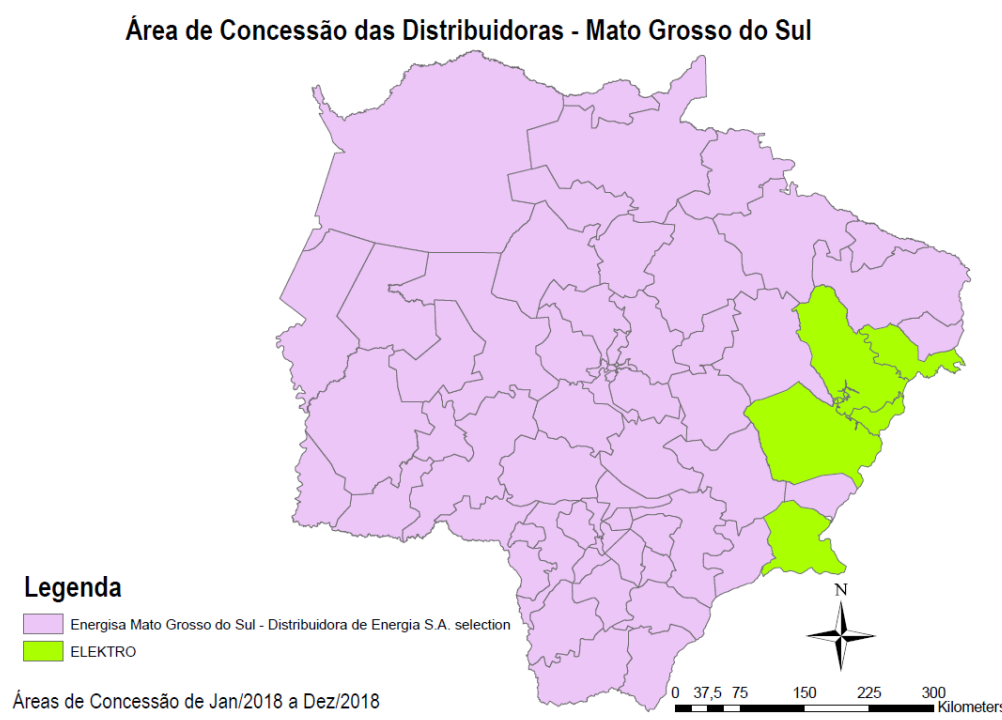 Área de Concessão das Distribuidoras - Mato Grosso do Sul
Legenda
Energisa Mato Grosso do Sul - Distribuidora de Energia S.A. selection
ELEKTRO
Áreas de Concessão de Jan/2018 a Dez/2018
N
0 37,5 75 150 225 300
Kilometers